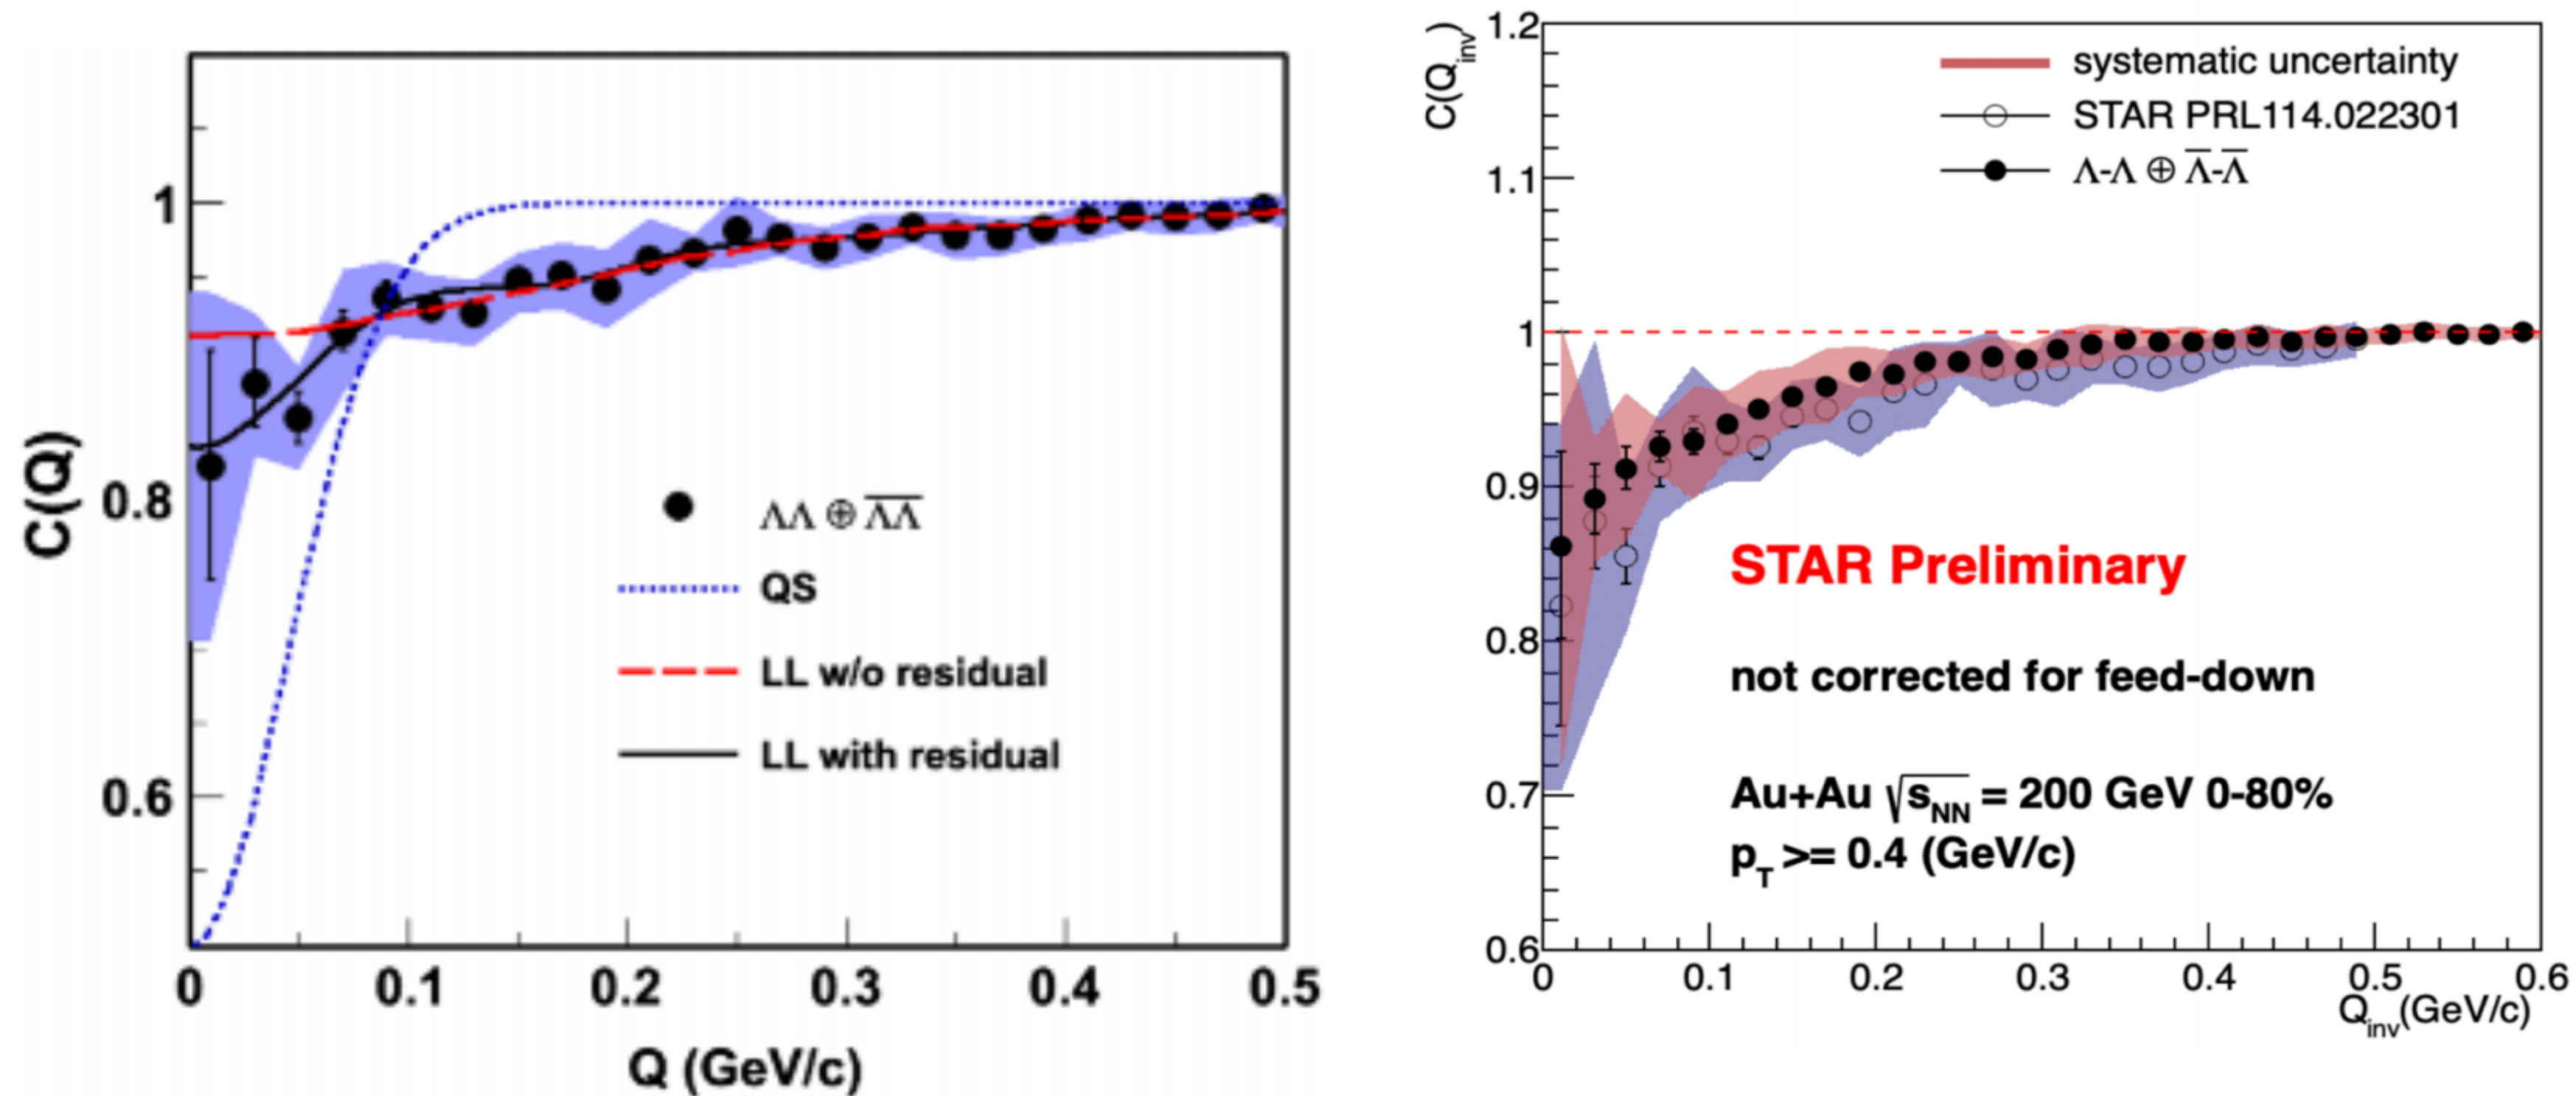 C(Q)
1
0.8
0.6
ΛΛ ⊕ Λ̅Λ̅
QS
LL w/o residual
LL with residual
0 0.1 0.2 0.3 0.4 0.5
Q (GeV/c)
C(Q_inv)
1.2
1.1
1
0.9
0.8
0.7
0.6
systematic uncertainty
STAR PRL114.022301
Λ-Λ ⊕ Λ̅-Λ̅
STAR Preliminary
not corrected for feed-down
Au+Au √s_NN = 200 GeV 0-80%
p_T >= 0.4 (GeV/c)
0 0.1 0.2 0.3 0.4 0.5 0.6
Q_inv(GeV/c)